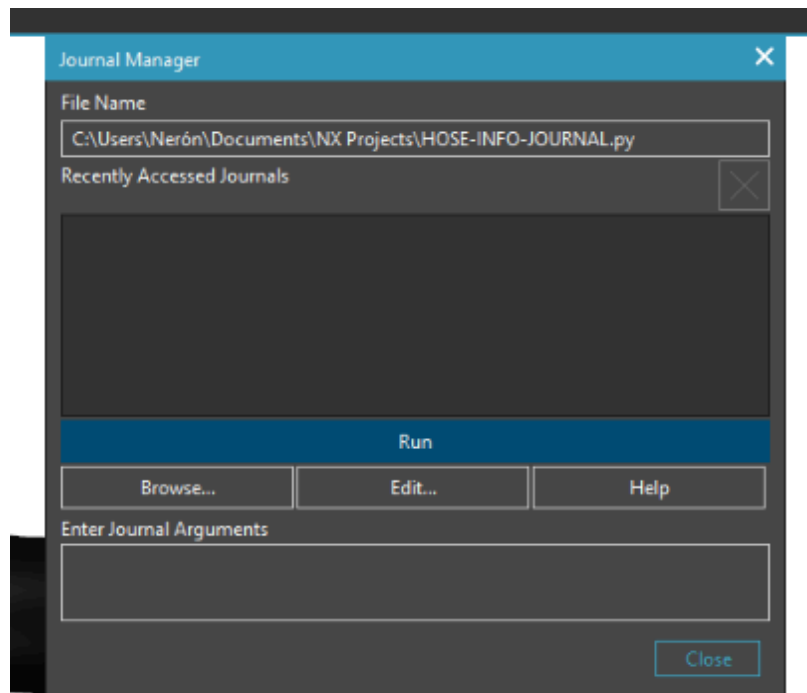 Journal Manager
File Name
C:\Users\Nerón\Documents\NX Projects\HOSE-INFO-JOURNAL.py
Recently Accessed Journals
Run
Browse... Edit... Help
Enter Journal Arguments
Close